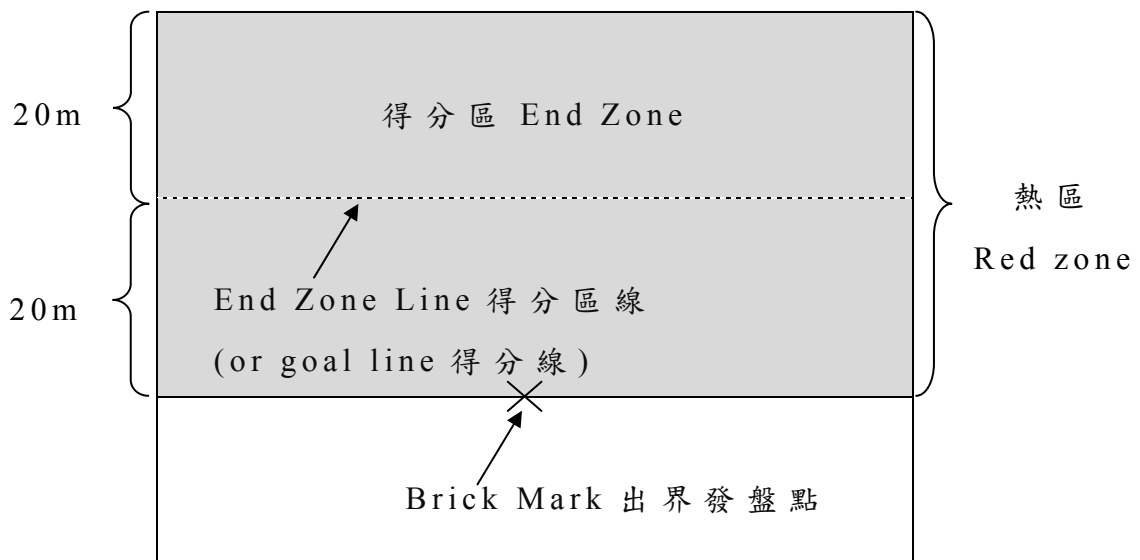 20m
得分區 End Zone
熱區
Red zone
20m
End Zone Line 得分區線
(or goal line 得分線)
Brick Mark 出界發盤點